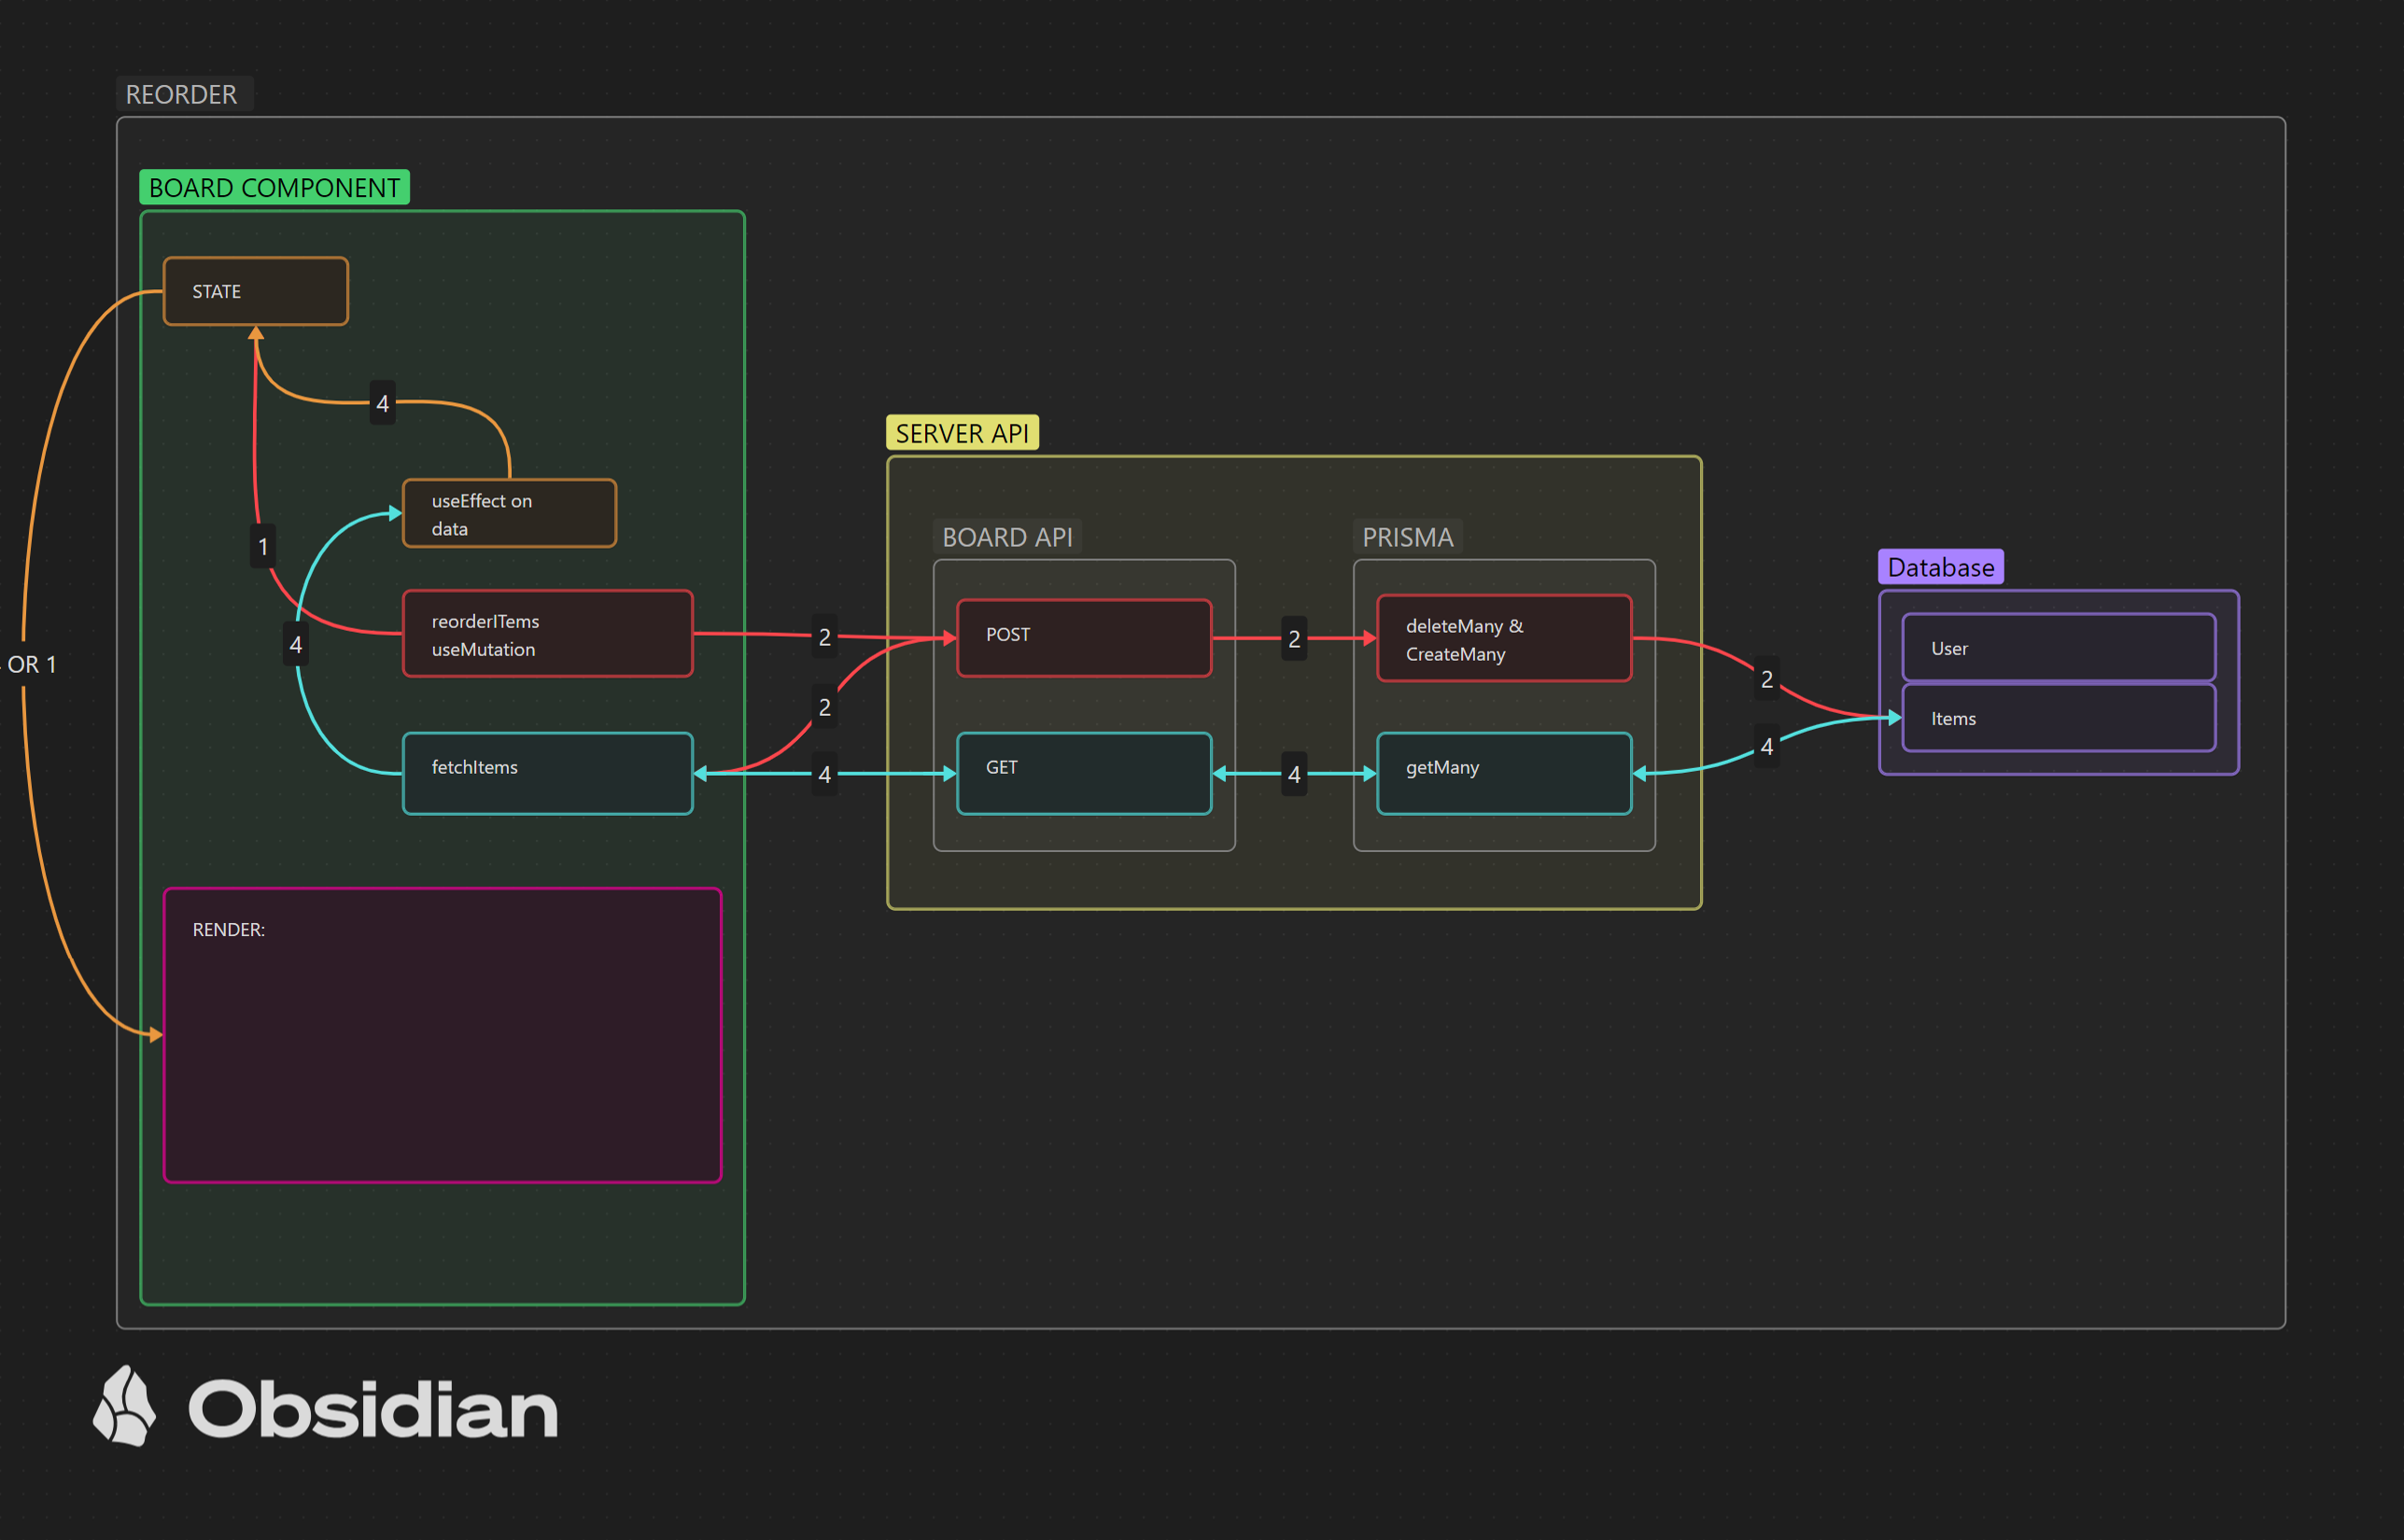 REORDER
BOARD COMPONENT
STATE
4
useEffect on
data
1
reorderITems
useMutation
4
fetchItems
OR 1
RENDER:
2
2
4
SERVER API
BOARD API
POST
GET
2
4
PRISMA
deleteMany &
CreateMany
getMany
2
4
Database
User
Items
Obsidian